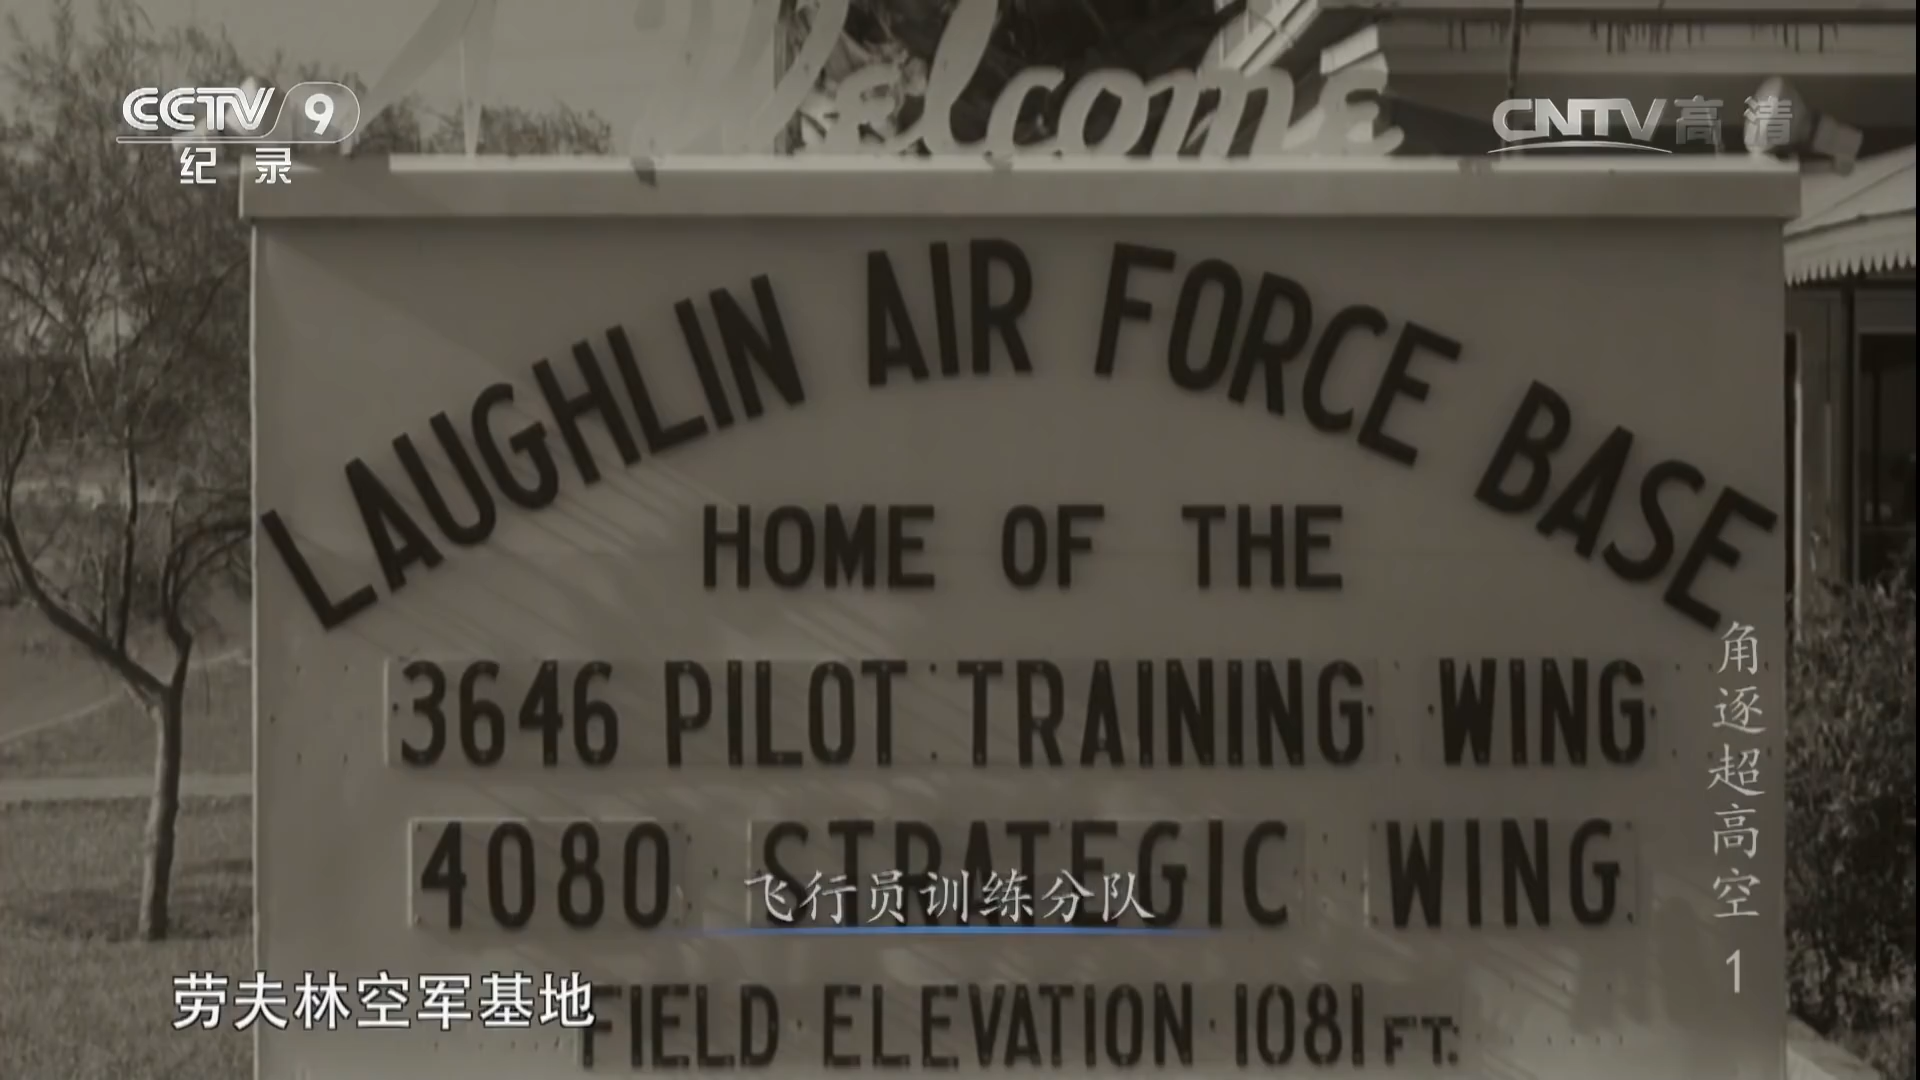 Welcome
CCTV 9
纪录
CNTV高清
LAUGHLIN AIR FORCE BASE
HOME OF THE
3646 PILOT TRAINING WING
4080 STRATEGIC WING
飞行员训练分队
劳夫林空军基地
FIELD ELEVATION 1081 FT.
角逐超高空 1